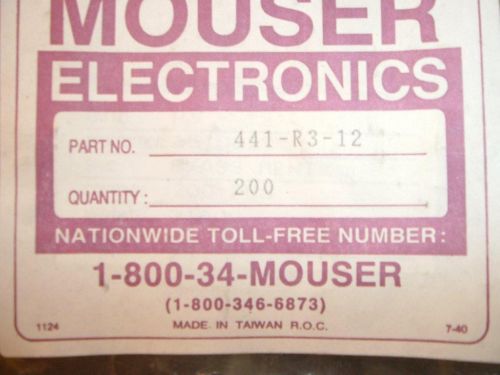 MOUSER
ELECTRONICS
PART NO. 441-R3-12
QUANTITY: 200
NATIONWIDE TOLL-FREE NUMBER:
1-800-34-MOUSER
(1-800-346-6873)
1124 MADE IN TAIWAN R.O.C. 7-40